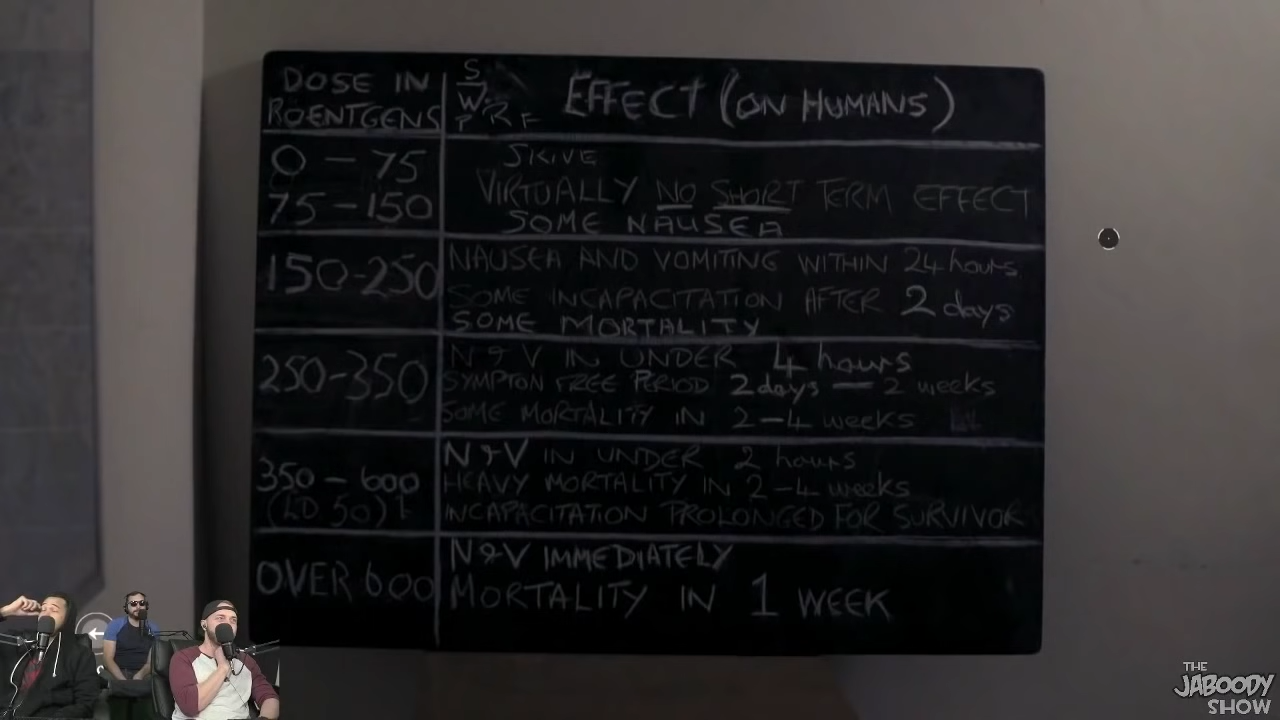 DOSE IN
ROENTGENS
S
W
EFFECT (ON HUMANS)
0 — 75
SKIVE
VIRTUALLY NO SHORT TERM EFFECT
75 — 150
SOME NAUSEA
150-250
NAUSEA AND VOMITING WITHIN 24 hours
SOME INCAPACITATION AFTER 2 days
SOME MORTALITY
250-350
N & V IN UNDER 4 hours
SYMPTON FREE PERIOD 2 days — 2 weeks
SOME MORTALITY IN 2-4 weeks
350 — 600
(LD 50)
N & V IN UNDER 2 hours
HEAVY MORTALITY IN 2-4 weeks
INCAPACITATION PROLONGED FOR SURVIVOR
OVER 600
N & V IMMEDIATELY
MORTALITY IN 1 WEEK
THE
JABOODY
SHOW